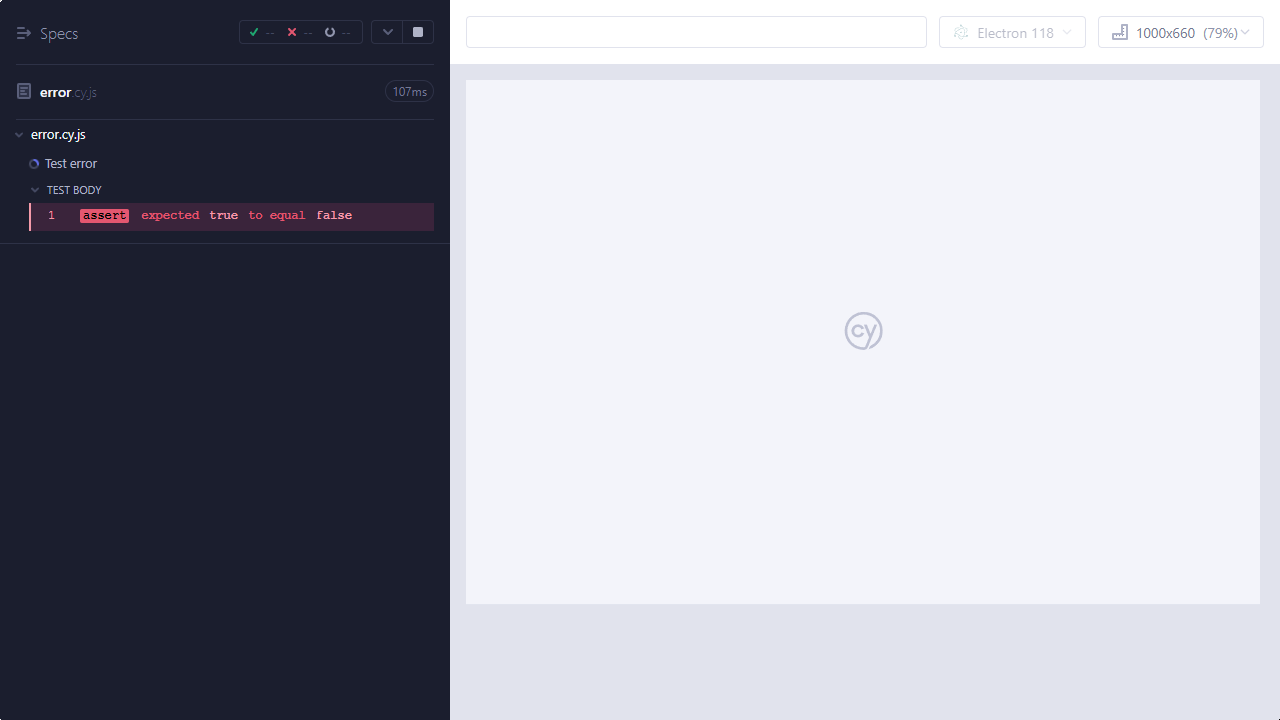 Specs
-- -- --
error.cy.js 107ms
error.cy.js
Test error
TEST BODY
1 assert expected true to equal false
Electron 118
1000x660 (79%)
cy